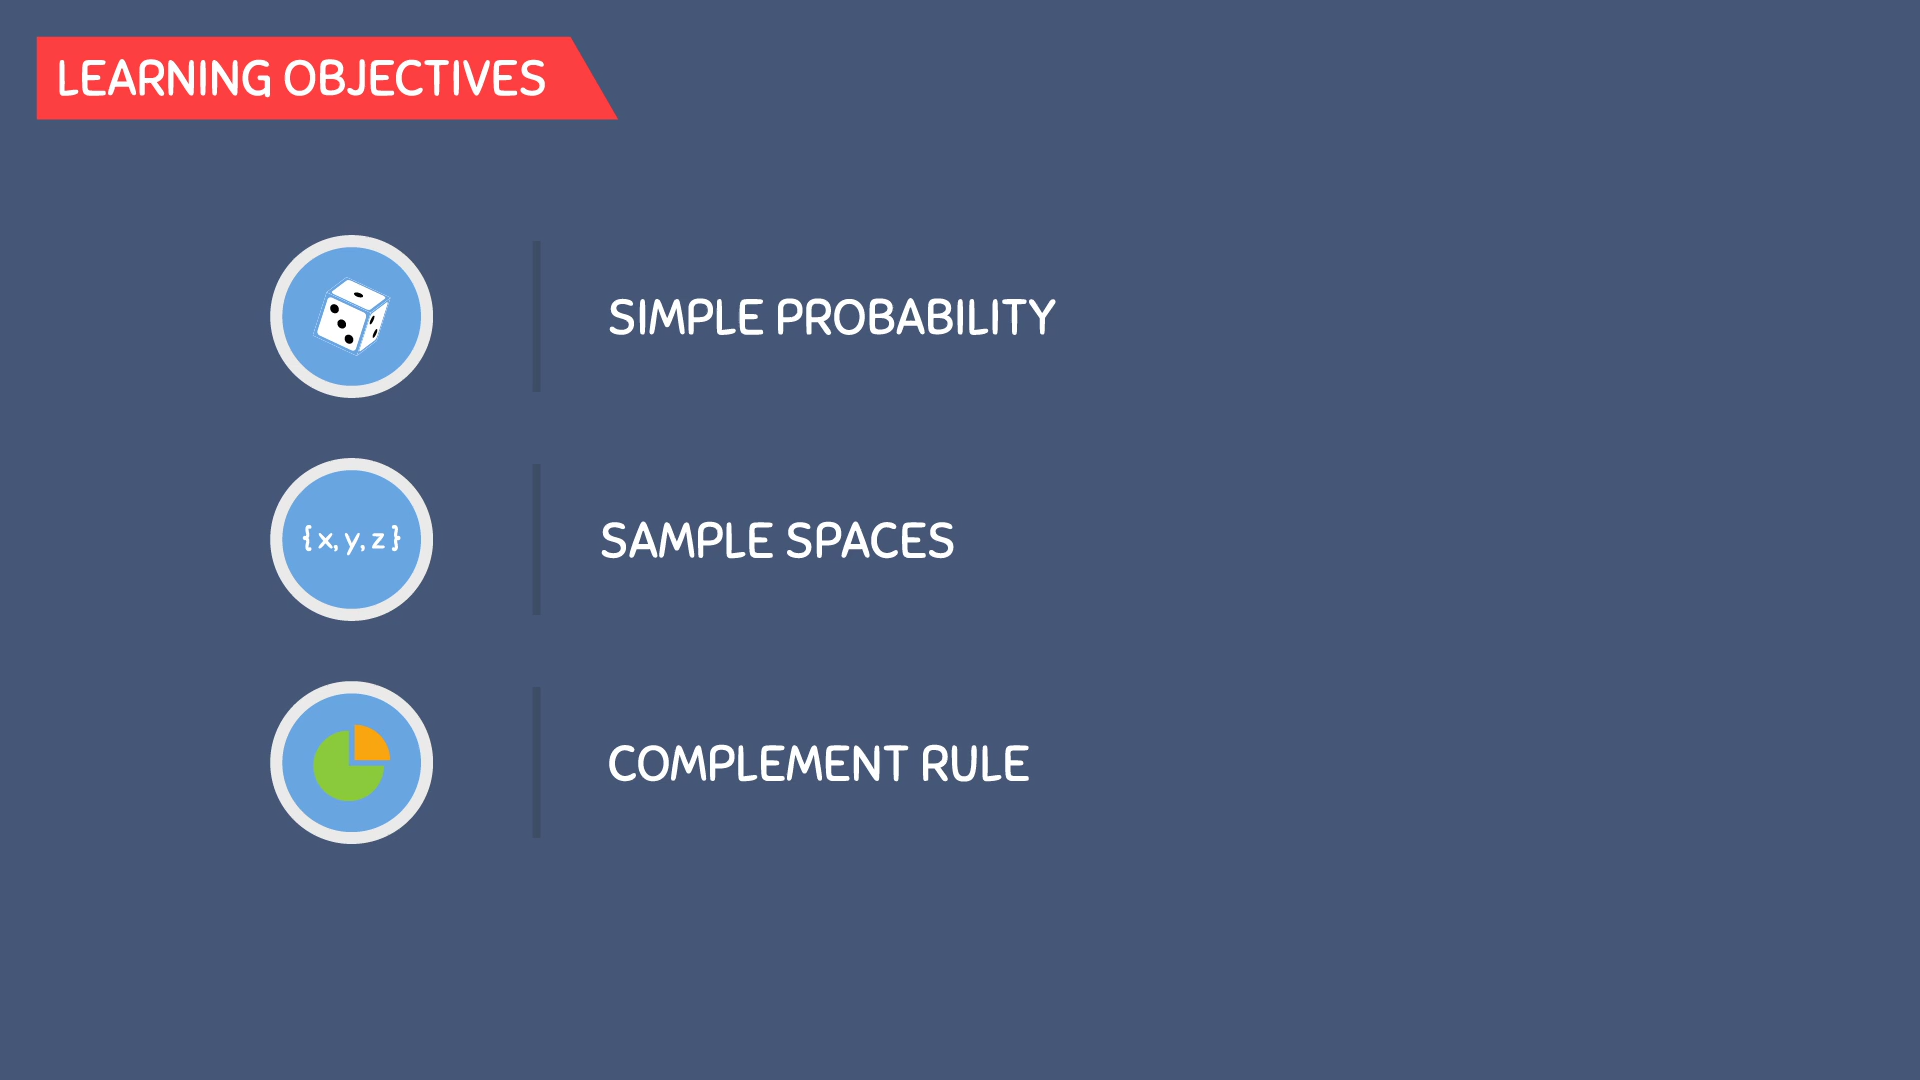 LEARNING OBJECTIVES
SIMPLE PROBABILITY
{ x, y, z }
SAMPLE SPACES
COMPLEMENT RULE